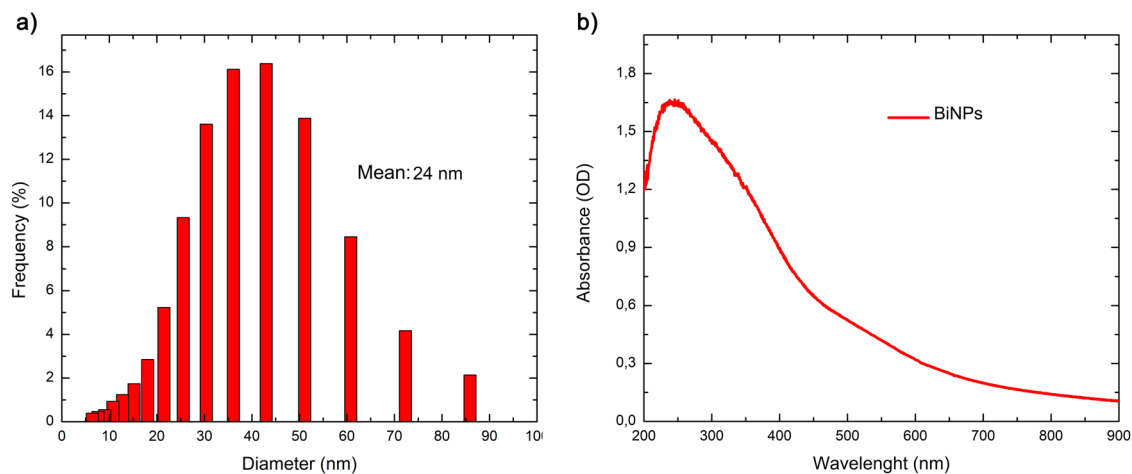 a)
Frequency (%)
16
14
12
10
8
6
4
2
0
Mean: 24 nm
0 10 20 30 40 50 60 70 80 90 10
Diameter (nm)
b)
Absorbance (OD)
1,8
1,5
1,2
0,9
0,6
0,3
0,0
BiNPs
200 300 400 500 600 700 800 900
Wavelenght (nm)